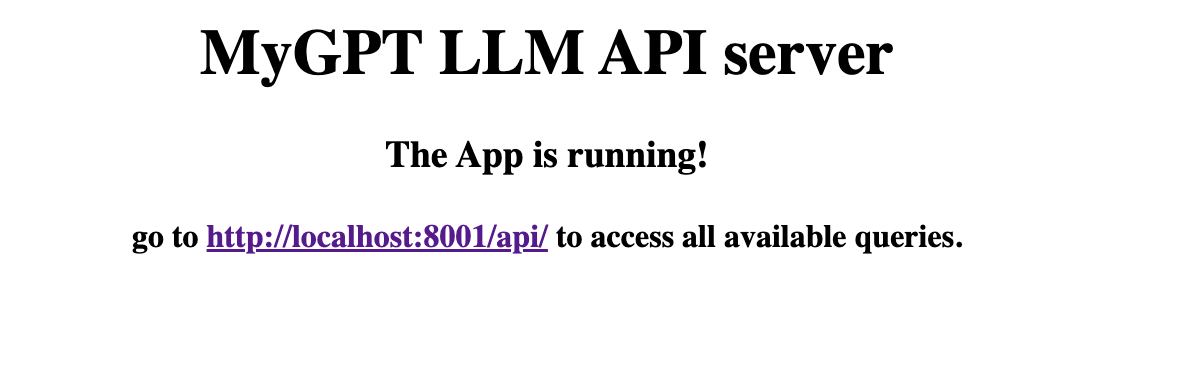 MyGPT LLM API server
The App is running!
go to http://localhost:8001/api/ to access all available queries.